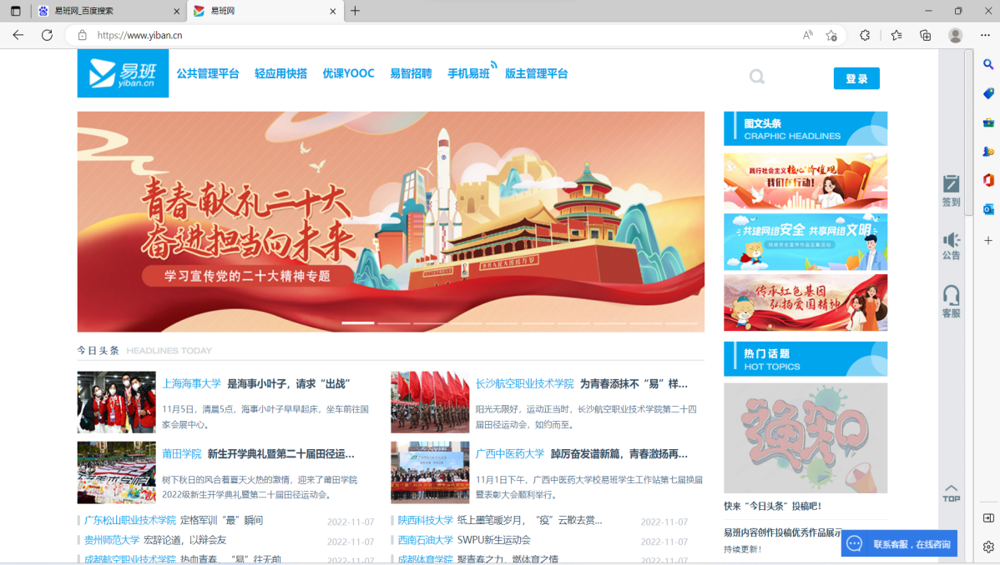 易班网_百度搜索
易班网
https://www.yiban.cn
易班
yiban.cn
公共管理平台 轻应用快搭 优课YOOC 易智招聘 手机易班 版主管理平台
登录
青春献礼二十大
奋进担当向未来
学习宣传党的二十大精神专题
图文头条
CRAPHIC HEADLINES
践行社会主义核心价值观
我们在行动!
共建网络安全 共享网络文明
传承红色基因
弘扬爱国精神
签到
公告
客服
TOP
今日头条 HEADLINES TODAY
上海海事大学 是海事小叶子，请求“出战”
11月5日，清晨5点，海事小叶子早早起床，坐车前往国
家会展中心。
长沙航空职业技术学院 为青春添抹不“易”样...
阳光无限好，运动正当时，长沙航空职业技术学院第二十四
届田径运动会，如约而至。
莆田学院 新生开学典礼暨第二十届田径运...
树下秋日的风合着夏天火热的激情，迎来了莆田学院
2022级新生开学典礼暨第二十届田径运动会。
广西中医药大学 踔厉奋发谱新篇，青春激扬再...
11月1日下午，广西中医药大学校易班学生工作站第七届换届
暨表彰大会顺利举行。
广东松山职业技术学院 定格军训“最”瞬间 2022-11-07
陕西科技大学 纸上墨笔暖岁月，“疫”云散去赏... 2022-11-07
贵州师范大学 宏辞论道，以辩会友 2022-11-07
西南石油大学 SWPU新生运动会 2022-11-07
成都航空职业技术学院 热血青春，“易”往无前 2022-11-07
成都体育学院 聚青春之力，燃体育之情 2022-11-07
热门话题
HOT TOPICS
通知
快来“今日头条”投稿吧!
易班内容创作投稿优秀作品展示
持续更新！
联系客服，在线咨询